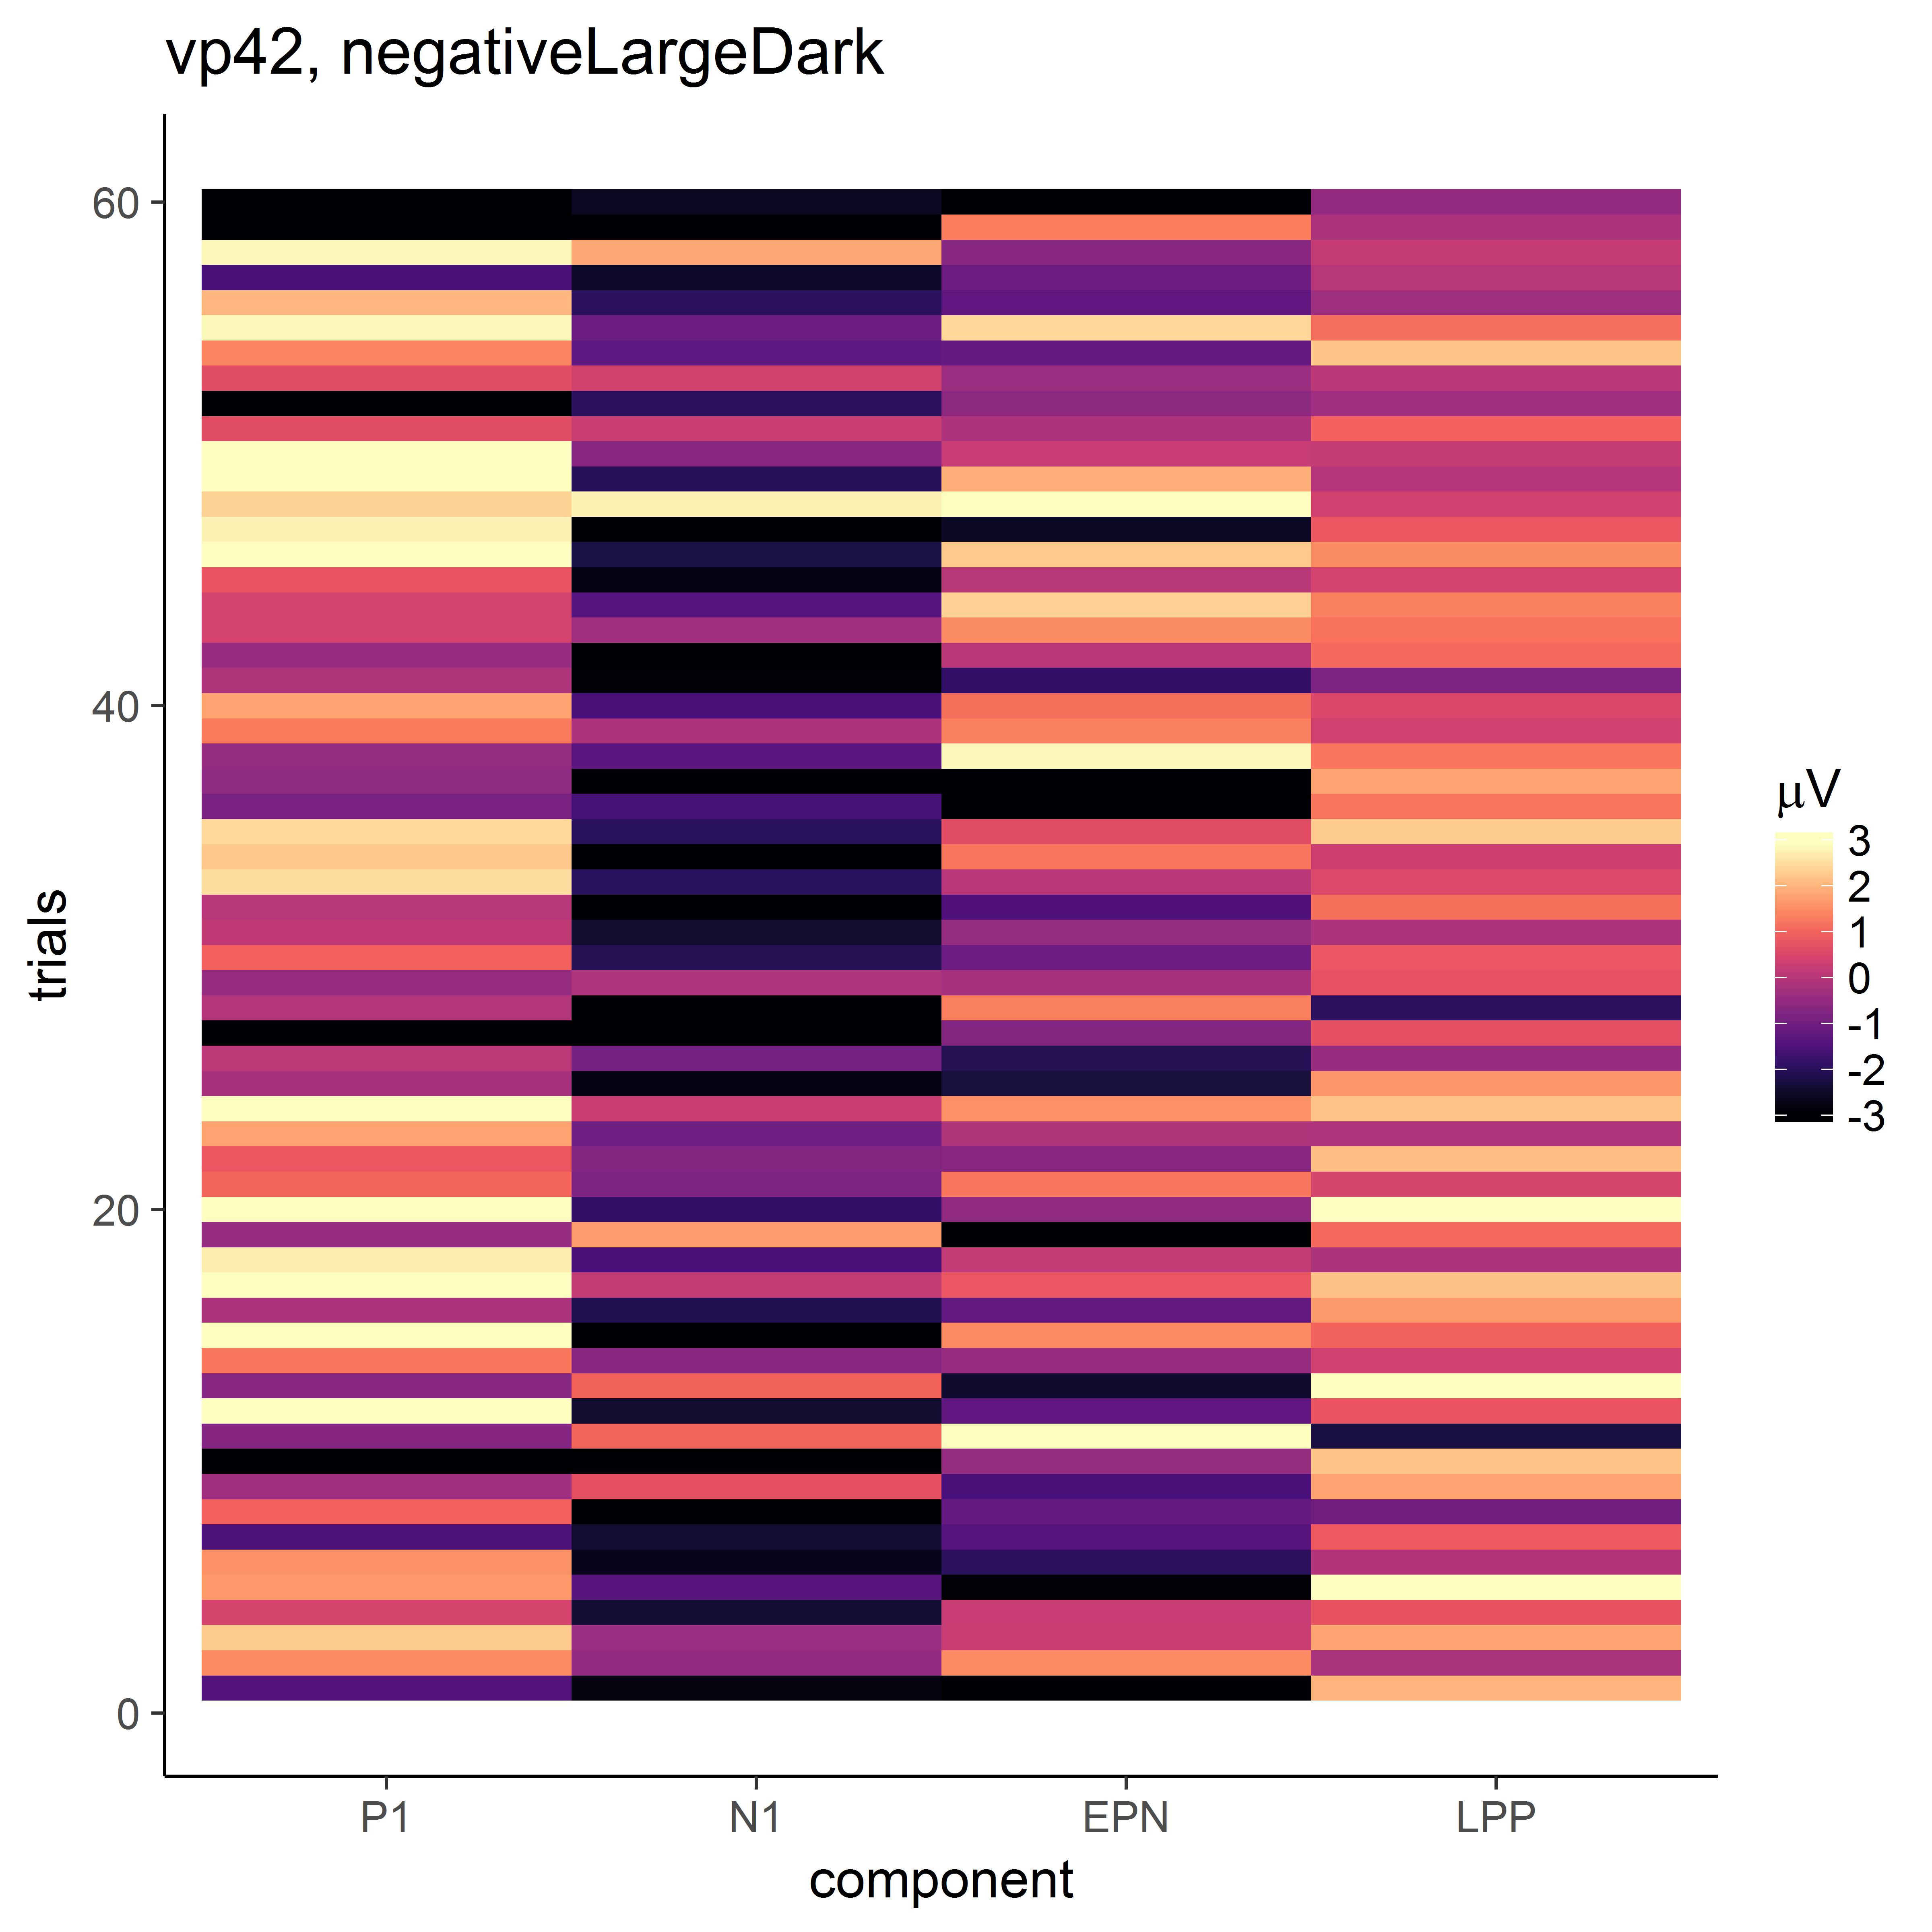 vp42, negativeLargeDark
60
40
20
0
trials
P1 N1 EPN LPP
component
μV
3
2
1
0
-1
-2
-3